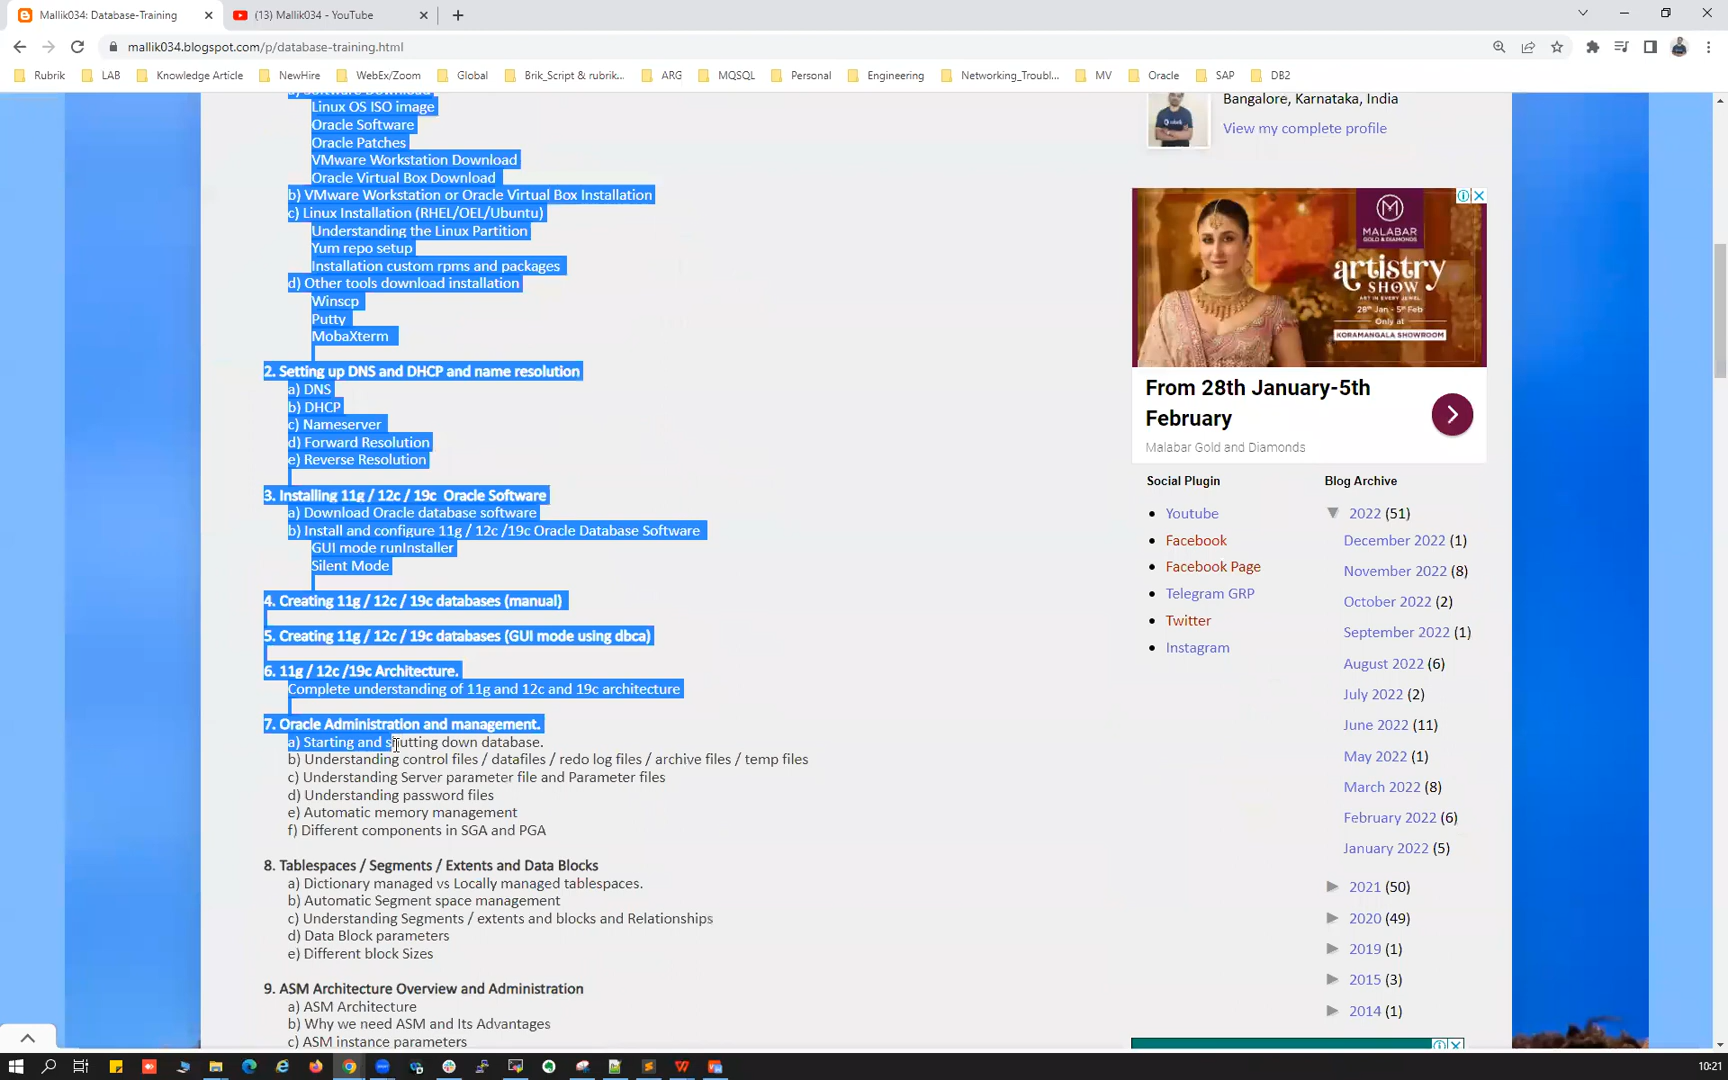 Mallik034: Database-Training
(13) Mallik034 - YouTube
mallik034.blogspot.com/p/database-training.html
Rubrik
LAB
Knowledge Article
NewHire
WebEx/Zoom
Global
Brik_Script & rubrik...
ARG
MQSQL
Personal
Engineering
Networking_Troubl...
MV
Oracle
SAP
DB2
a) Software Download
Linux OS ISO image
Oracle Software
Oracle Patches
VMware Workstation Download
Oracle Virtual Box Download
b) VMware Workstation or Oracle Virtual Box Installation
c) Linux Installation (RHEL/OEL/Ubuntu)
Understanding the Linux Partition
Yum repo setup
Installation custom rpms and packages
d) Other tools download installation
Winscp
Putty
MobaXterm
2. Setting up DNS and DHCP and name resolution
a) DNS
b) DHCP
c) Nameserver
d) Forward Resolution
e) Reverse Resolution
3. Installing 11g / 12c / 19c Oracle Software
a) Download Oracle database software
b) Install and configure 11g / 12c /19c Oracle Database Software
GUI mode runInstaller
Silent Mode
4. Creating 11g / 12c / 19c databases (manual)
5. Creating 11g / 12c / 19c databases (GUI mode using dbca)
6. 11g / 12c /19c Architecture.
Complete understanding of 11g and 12c and 19c architecture
7. Oracle Administration and management.
a) Starting and shutting down database.
b) Understanding control files / datafiles / redo log files / archive files / temp files
c) Understanding Server parameter file and Parameter files
d) Understanding password files
e) Automatic memory management
f) Different components in SGA and PGA
8. Tablespaces / Segments / Extents and Data Blocks
a) Dictionary managed vs Locally managed tablespaces.
b) Automatic Segment space management
c) Understanding Segments / extents and blocks and Relationships
d) Data Block parameters
e) Different block Sizes
9. ASM Architecture Overview and Administration
a) ASM Architecture
b) Why we need ASM and Its Advantages
c) ASM instance parameters
Bangalore, Karnataka, India
View my complete profile
MALABAR
GOLD & DIAMONDS
artistry
SHOW
ART IN EVERY JEWEL
28th Jan - 5th Feb
Only at
KORAMANGALA SHOWROOM
From 28th January-5th
February
Malabar Gold and Diamonds
Social Plugin
Youtube
Facebook
Facebook Page
Telegram GRP
Twitter
Instagram
Blog Archive
2022 (51)
December 2022 (1)
November 2022 (8)
October 2022 (2)
September 2022 (1)
August 2022 (6)
July 2022 (2)
June 2022 (11)
May 2022 (1)
March 2022 (8)
February 2022 (6)
January 2022 (5)
2021 (50)
2020 (49)
2019 (1)
2015 (3)
2014 (1)
10:21